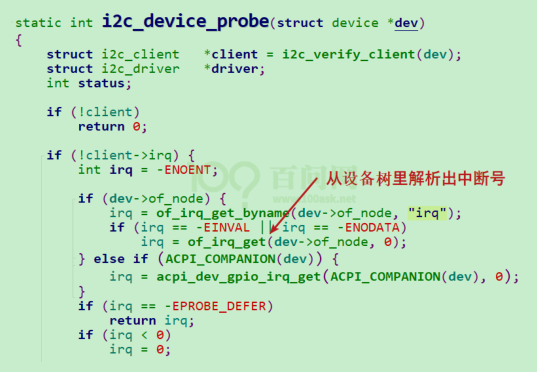 static int i2c_device_probe(struct device *dev)
{
    struct i2c_client   *client = i2c_verify_client(dev);
    struct i2c_driver   *driver;
    int status;

    if (!client)
        return 0;

    if (!client->irq) {
        int irq = -ENOENT;
百问网
从设备树里解析出中断号
www.100ask.net

        if (dev->of_node) {
            irq = of_irq_get_byname(dev->of_node, "irq");
            if (irq == -EINVAL || irq == -ENODATA)
                irq = of_irq_get(dev->of_node, 0);
        } else if (ACPI_COMPANION(dev)) {
            irq = acpi_dev_gpio_irq_get(ACPI_COMPANION(dev), 0);
        }
        if (irq == -EPROBE_DEFER)
            return irq;
        if (irq < 0)
            irq = 0;